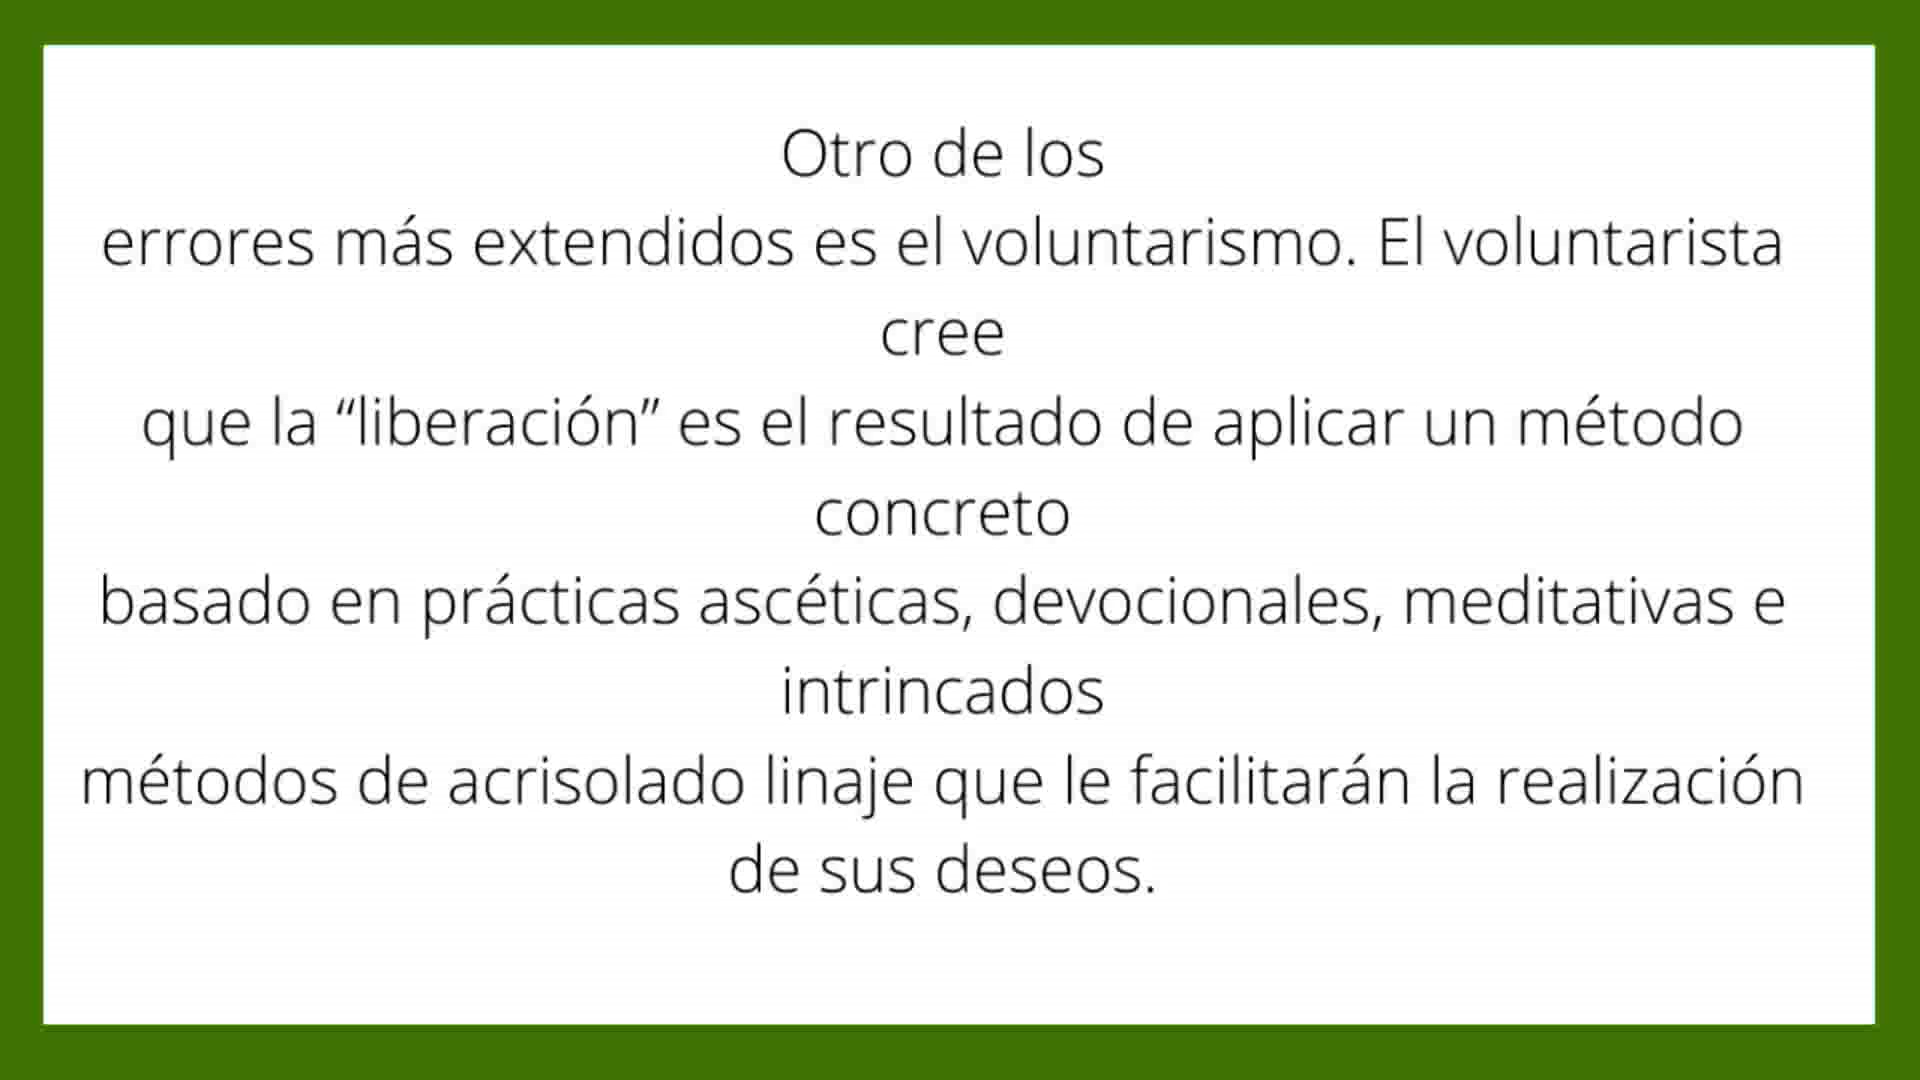 Otro de los
errores más extendidos es el voluntarismo. El voluntarista
cree
que la “liberación” es el resultado de aplicar un método
concreto
basado en prácticas ascéticas, devocionales, meditativas e
intrincados
métodos de acrisolado linaje que le facilitarán la realización
de sus deseos.